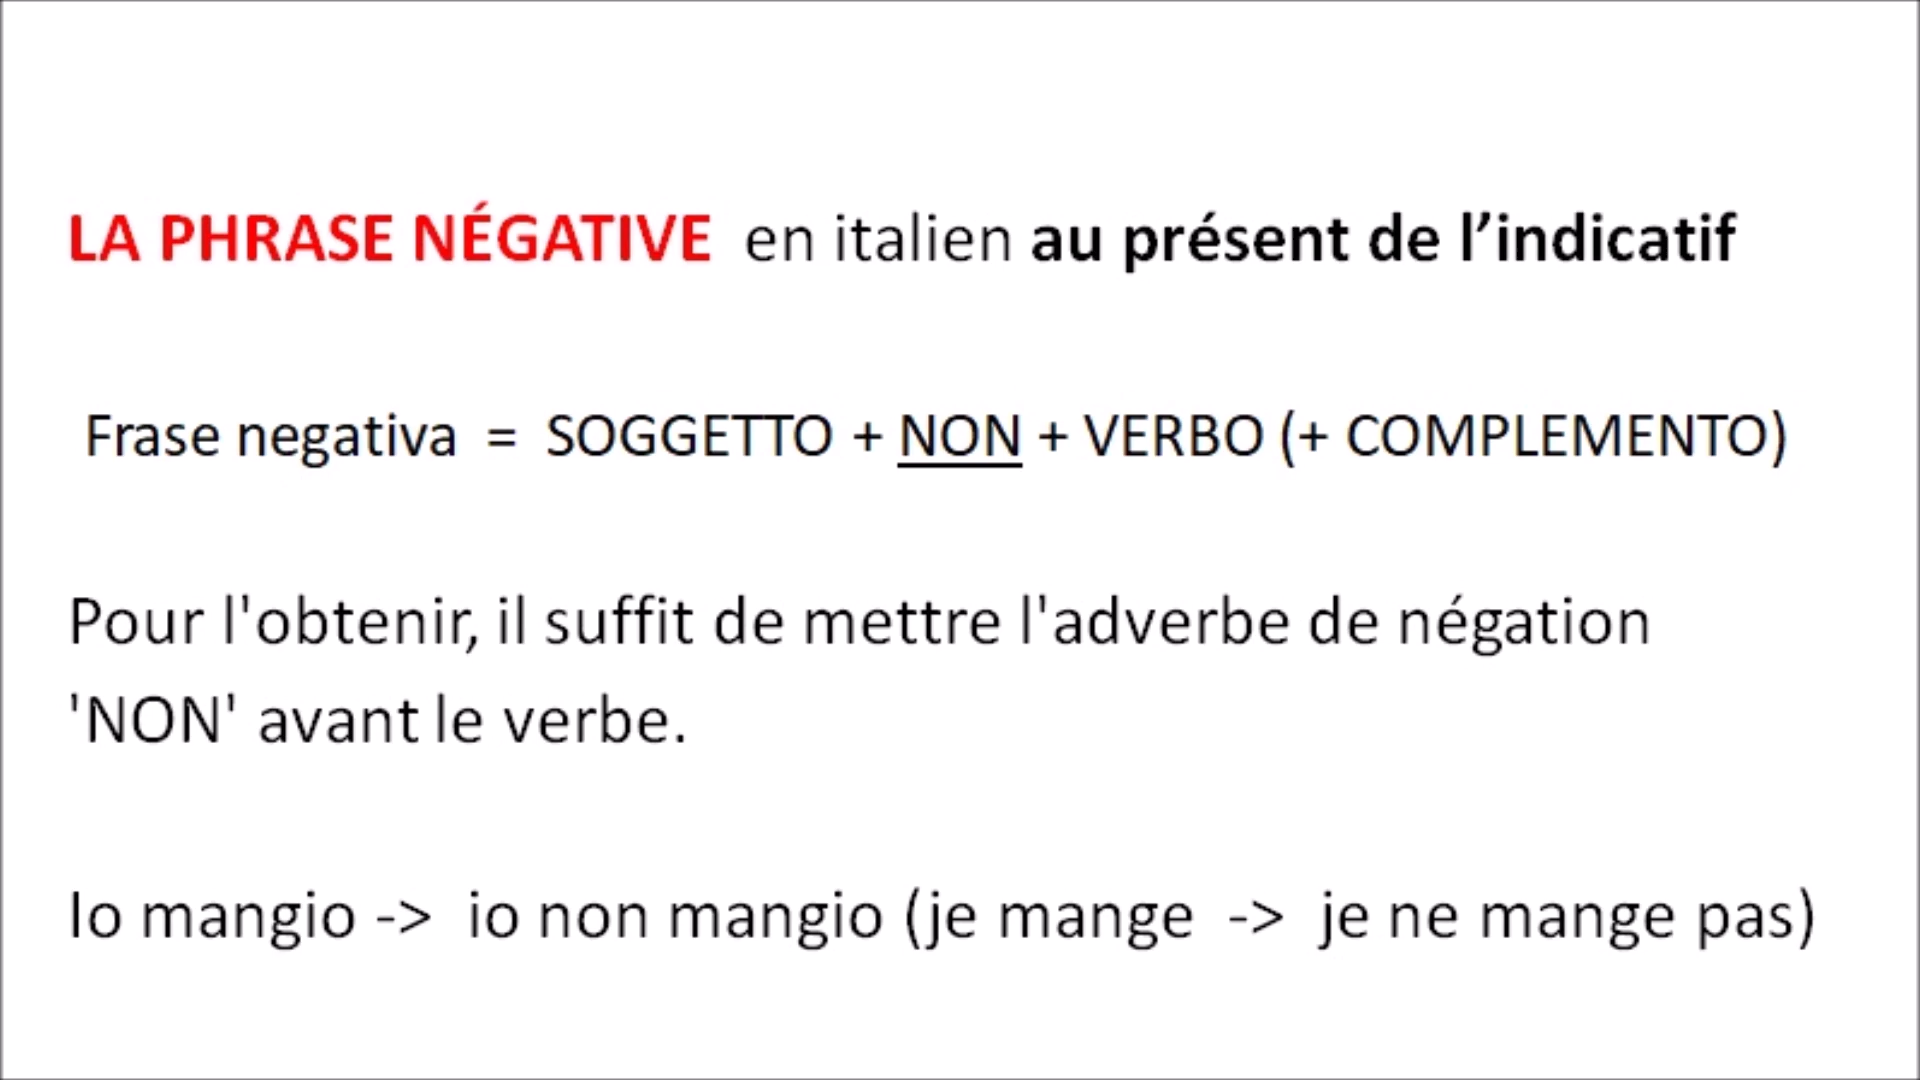 LA PHRASE NÉGATIVE en italien au présent de l’indicatif
Frase negativa = SOGGETTO + NON + VERBO (+ COMPLEMENTO)
Pour l'obtenir, il suffit de mettre l'adverbe de négation
'NON' avant le verbe.
Io mangio -> io non mangio (je mange -> je ne mange pas)